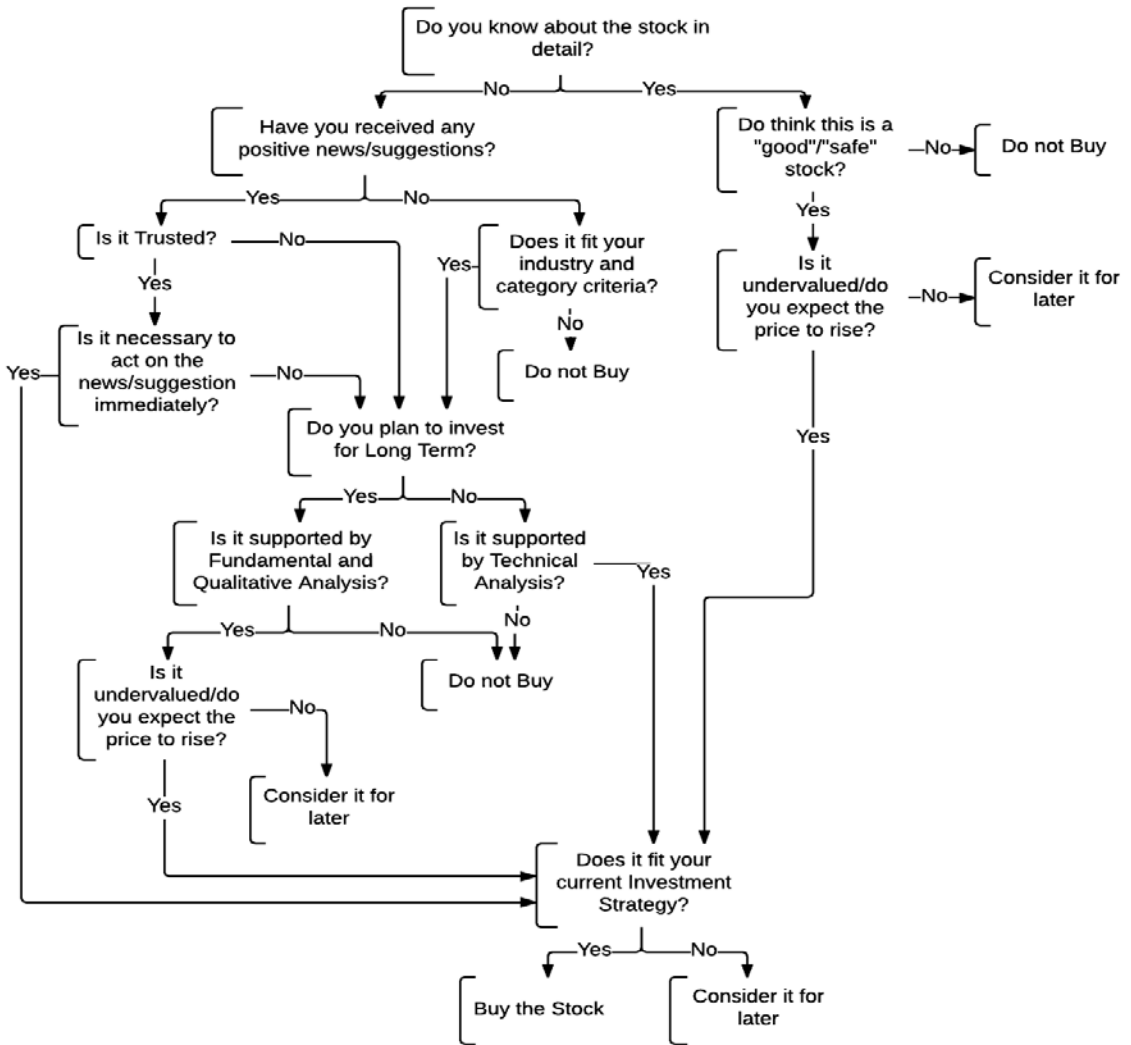 Do you know about the stock in
detail?
No
Yes
Have you received any
positive news/suggestions?
Do think this is a
"good"/"safe"
stock?
No
Do not Buy
Yes
No
Yes
Is it Trusted?
No
Does it fit your
industry and
category criteria?
Yes
Is it
undervalued/do
you expect the
price to rise?
No
Consider it for
later
Yes
No
Is it necessary to
act on the
news/suggestion
immediately?
Yes
No
Do not Buy
Do you plan to invest
for Long Term?
Yes
Yes
No
Is it supported by
Fundamental and
Qualitative Analysis?
Is it supported
by Technical
Analysis?
Yes
No
Yes
No
Is it
undervalued/do
you expect the
price to rise?
No
Do not Buy
Yes
Consider it for
later
Does it fit your
current Investment
Strategy?
Yes
No
Buy the Stock
Consider it for
later